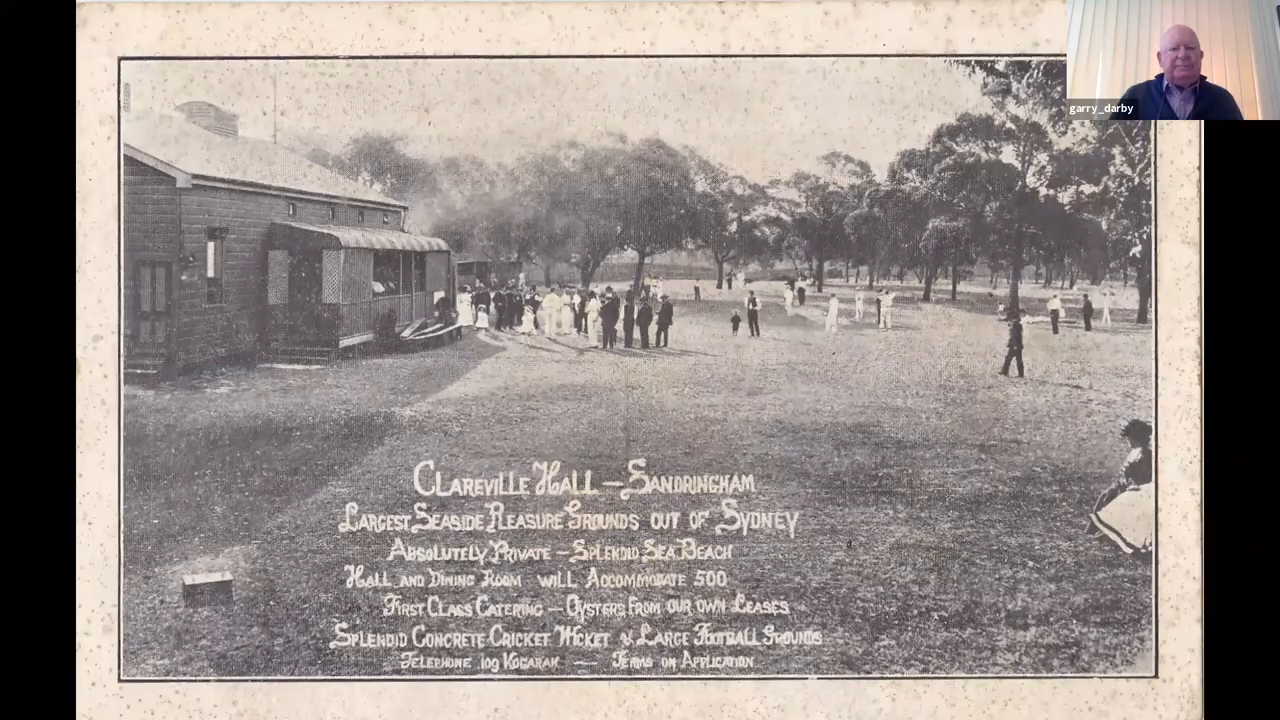 garry_darby
Clareville Hall – Sandringham
Largest Seaside Pleasure Grounds out of Sydney
Absolutely Private – Splendid Sea Beach
Hall and Dining Room will Accommodate 500
First Class Catering – Oysters from our own Leases
Splendid Concrete Cricket Wicket & Large Football Grounds
Telephone 109 Kogarah — Terms on Application